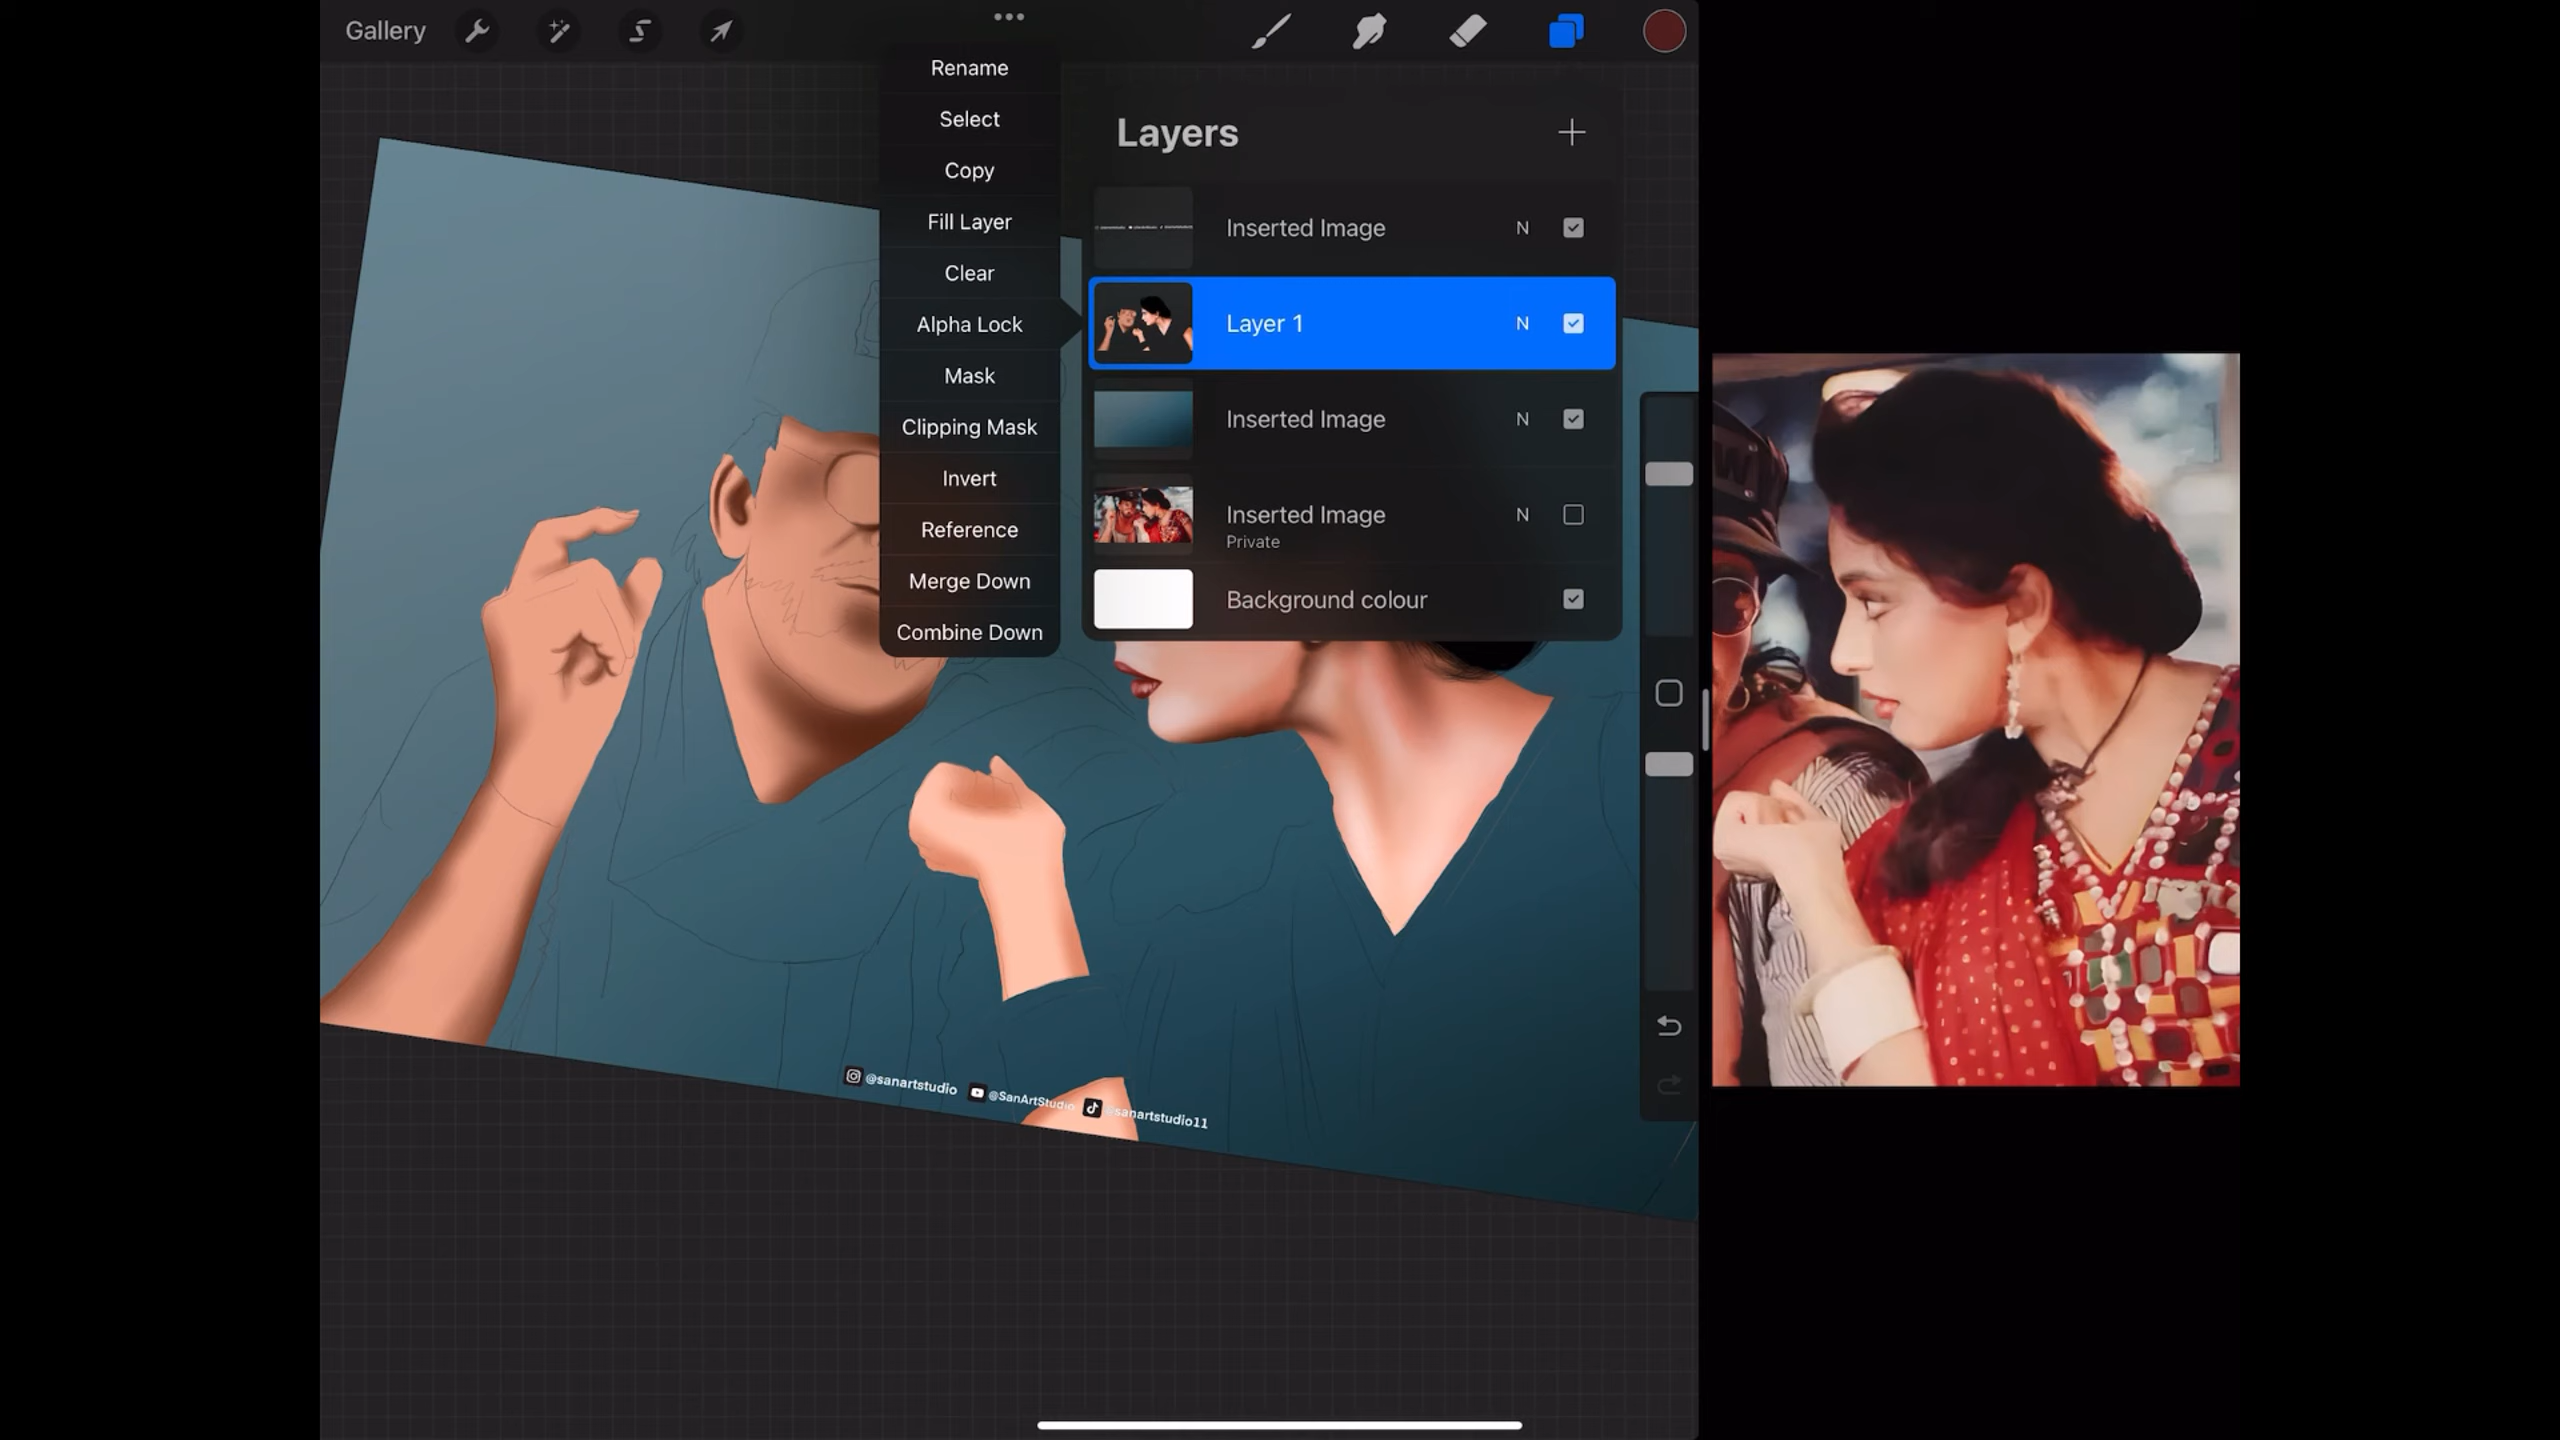 Gallery
Rename
Select
Copy
Fill Layer
Clear
Alpha Lock
Mask
Clipping Mask
Invert
Reference
Merge Down
Combine Down
Layers
Inserted Image N
Layer 1 N
Inserted Image N
Inserted Image N
Private
Background colour
@sanartstudio @SanArtStudio @sanartstudio11